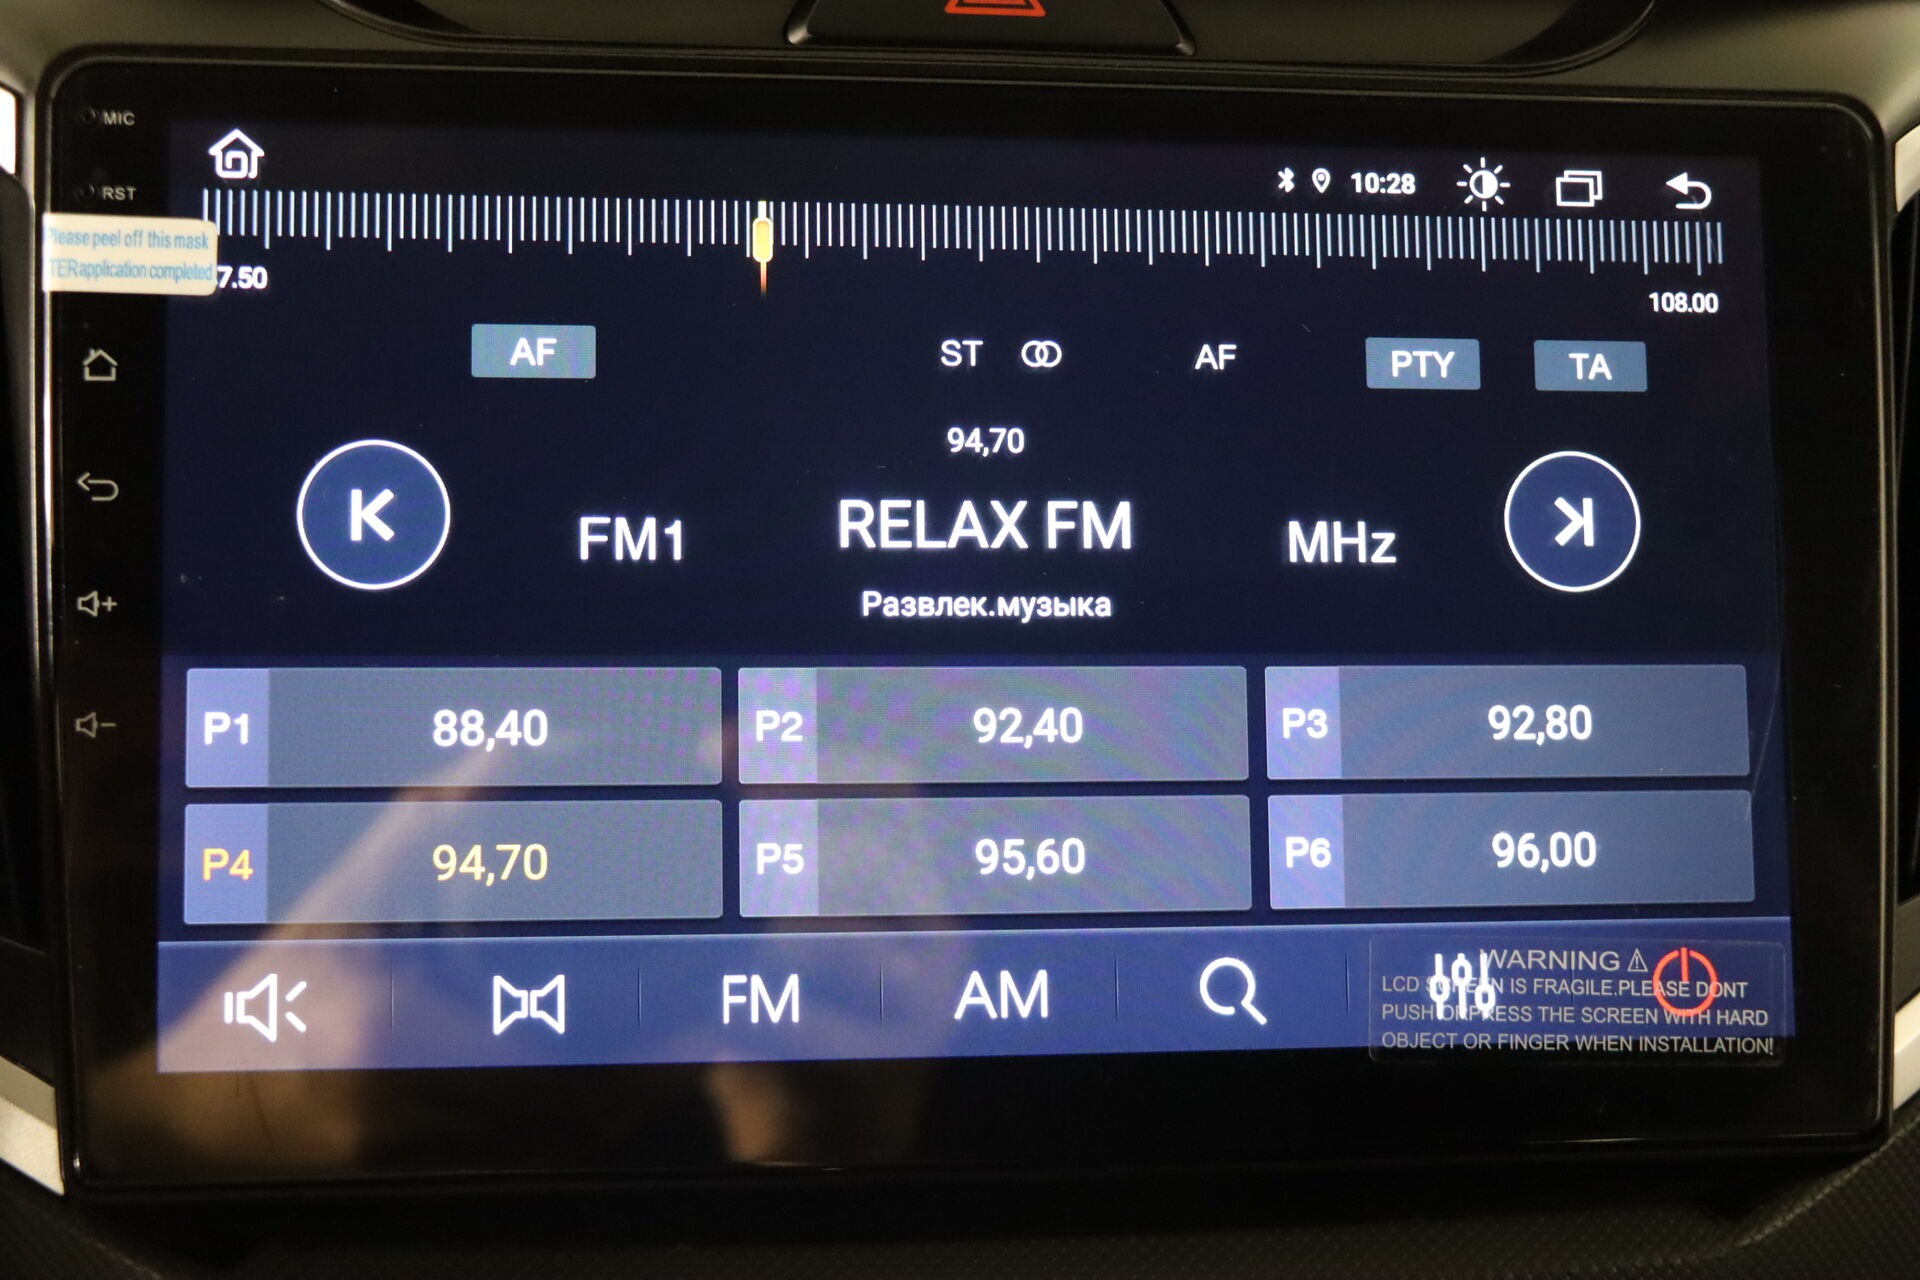 MIC
RST
10:28
Please peel off this mask
TER application completed
7.50
108.00
AF
ST
AF
PTY
TA
94,70
FM1
RELAX FM
MHz
Развлек.музыка
P1 88,40
P2 92,40
P3 92,80
P4 94,70
P5 95,60
P6 96,00
FM
AM
WARNING
LCD SCREEN IS FRAGILE.PLEASE DONT
PUSH OR PRESS THE SCREEN WITH HARD
OBJECT OR FINGER WHEN INSTALLATION!